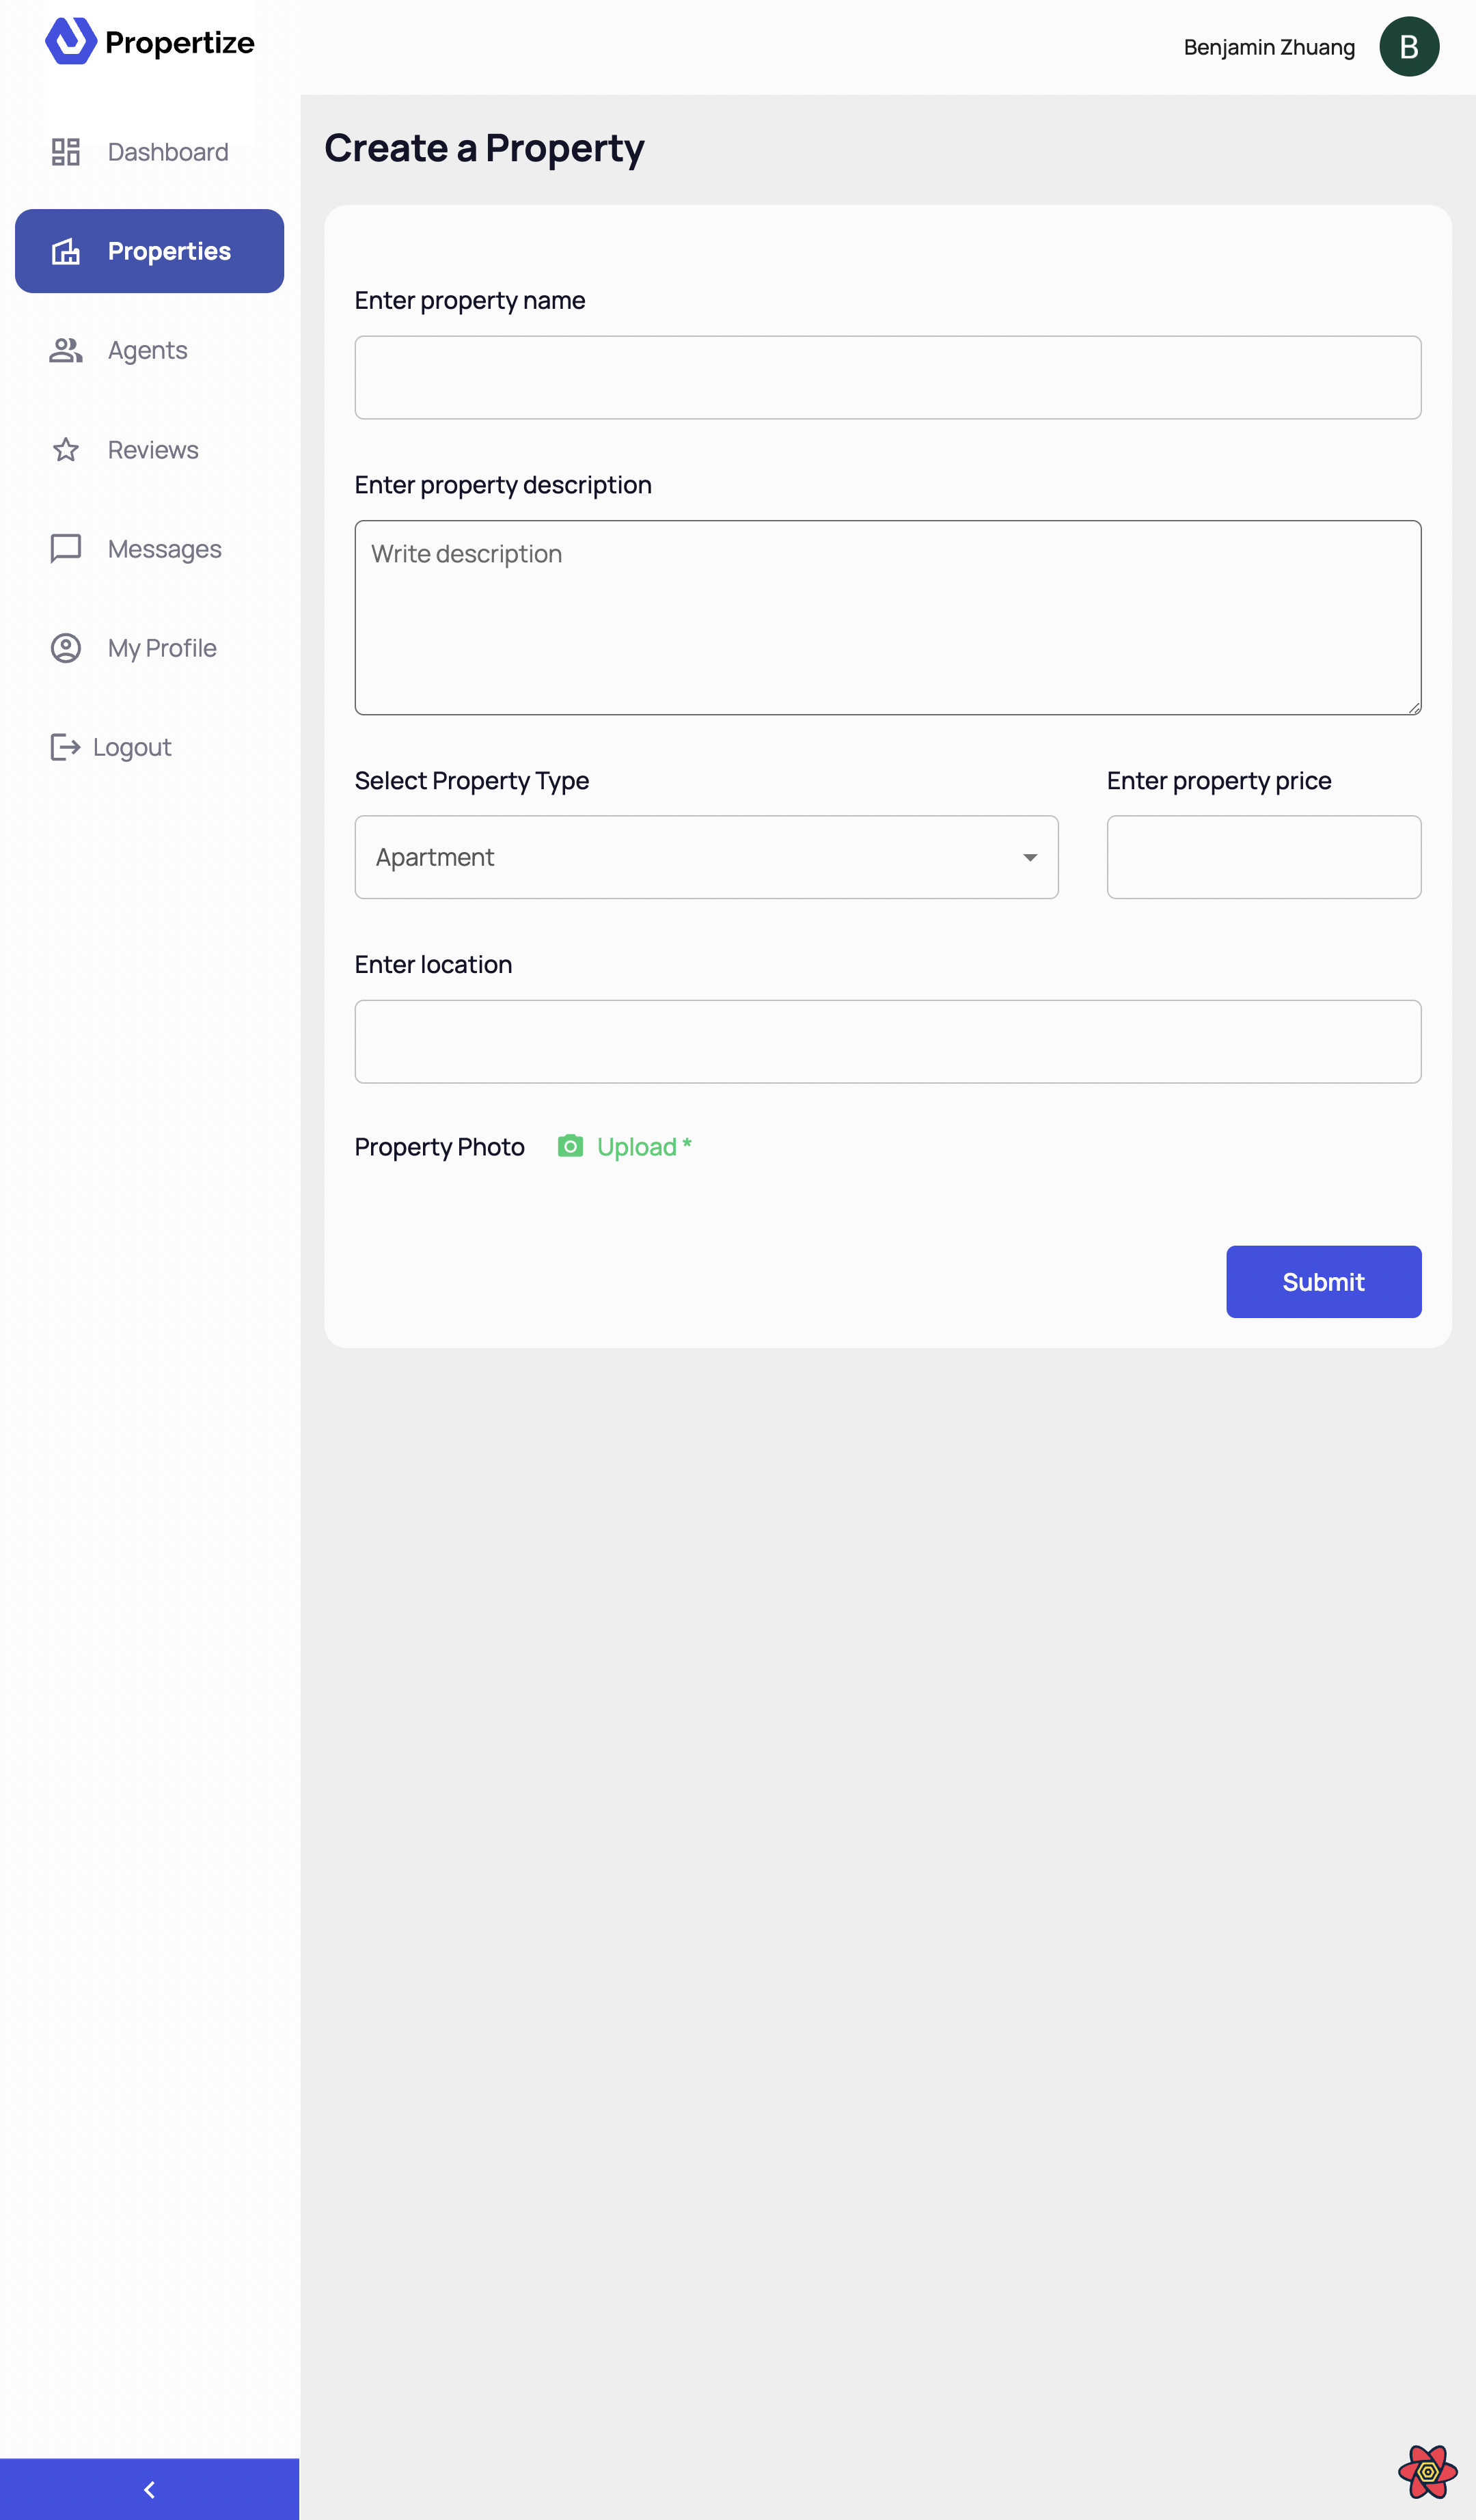 Propertize
Benjamin Zhuang
B
Dashboard
Properties
Agents
Reviews
Messages
My Profile
Logout
Create a Property
Enter property name
Enter property description
Write description
Select Property Type
Enter property price
Apartment
Enter location
Property Photo
Upload *
Submit